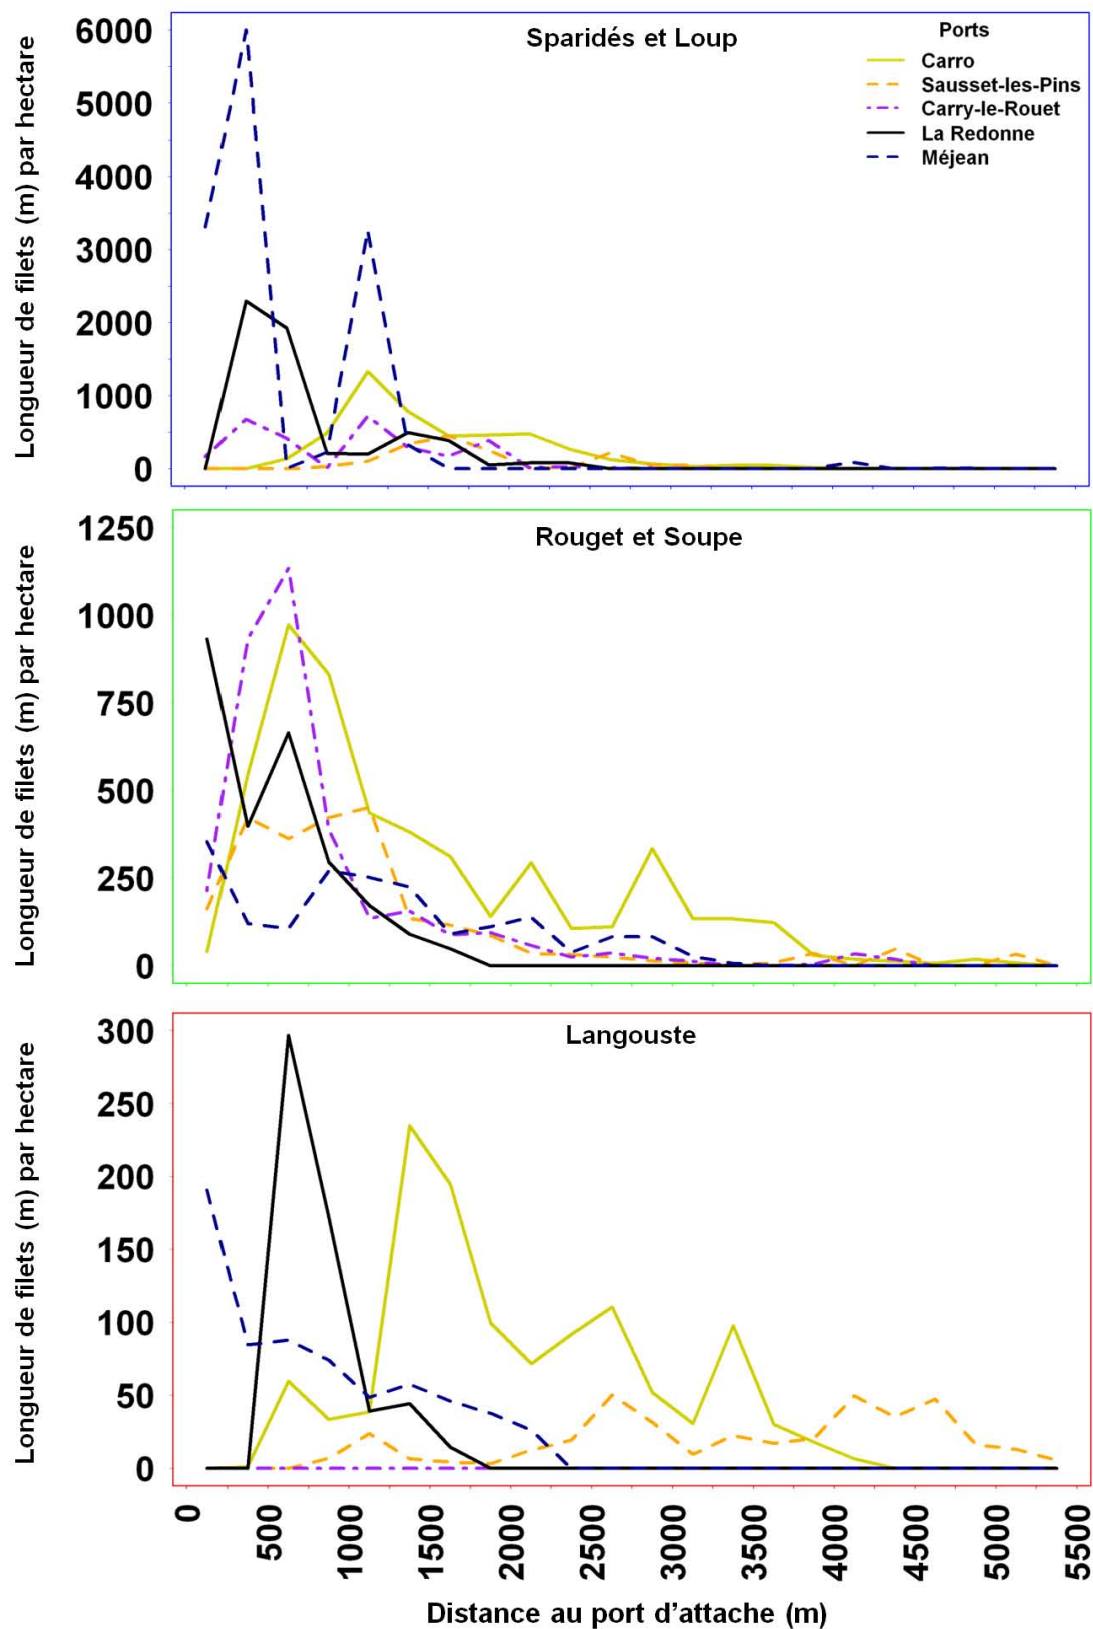 Sparidés et Loup
Ports
Carro
Sausset-les-Pins
Carry-le-Rouet
La Redonne
Méjean
Longueur de filets (m) par hectare
6000
5000
4000
3000
2000
1000
0
Rouget et Soupe
Longueur de filets (m) par hectare
1250
1000
750
500
250
0
Langouste
Longueur de filets (m) par hectare
300
250
200
150
100
50
0
0 500 1000 1500 2000 2500 3000 3500 4000 4500 5000 5500
Distance au port d'attache (m)